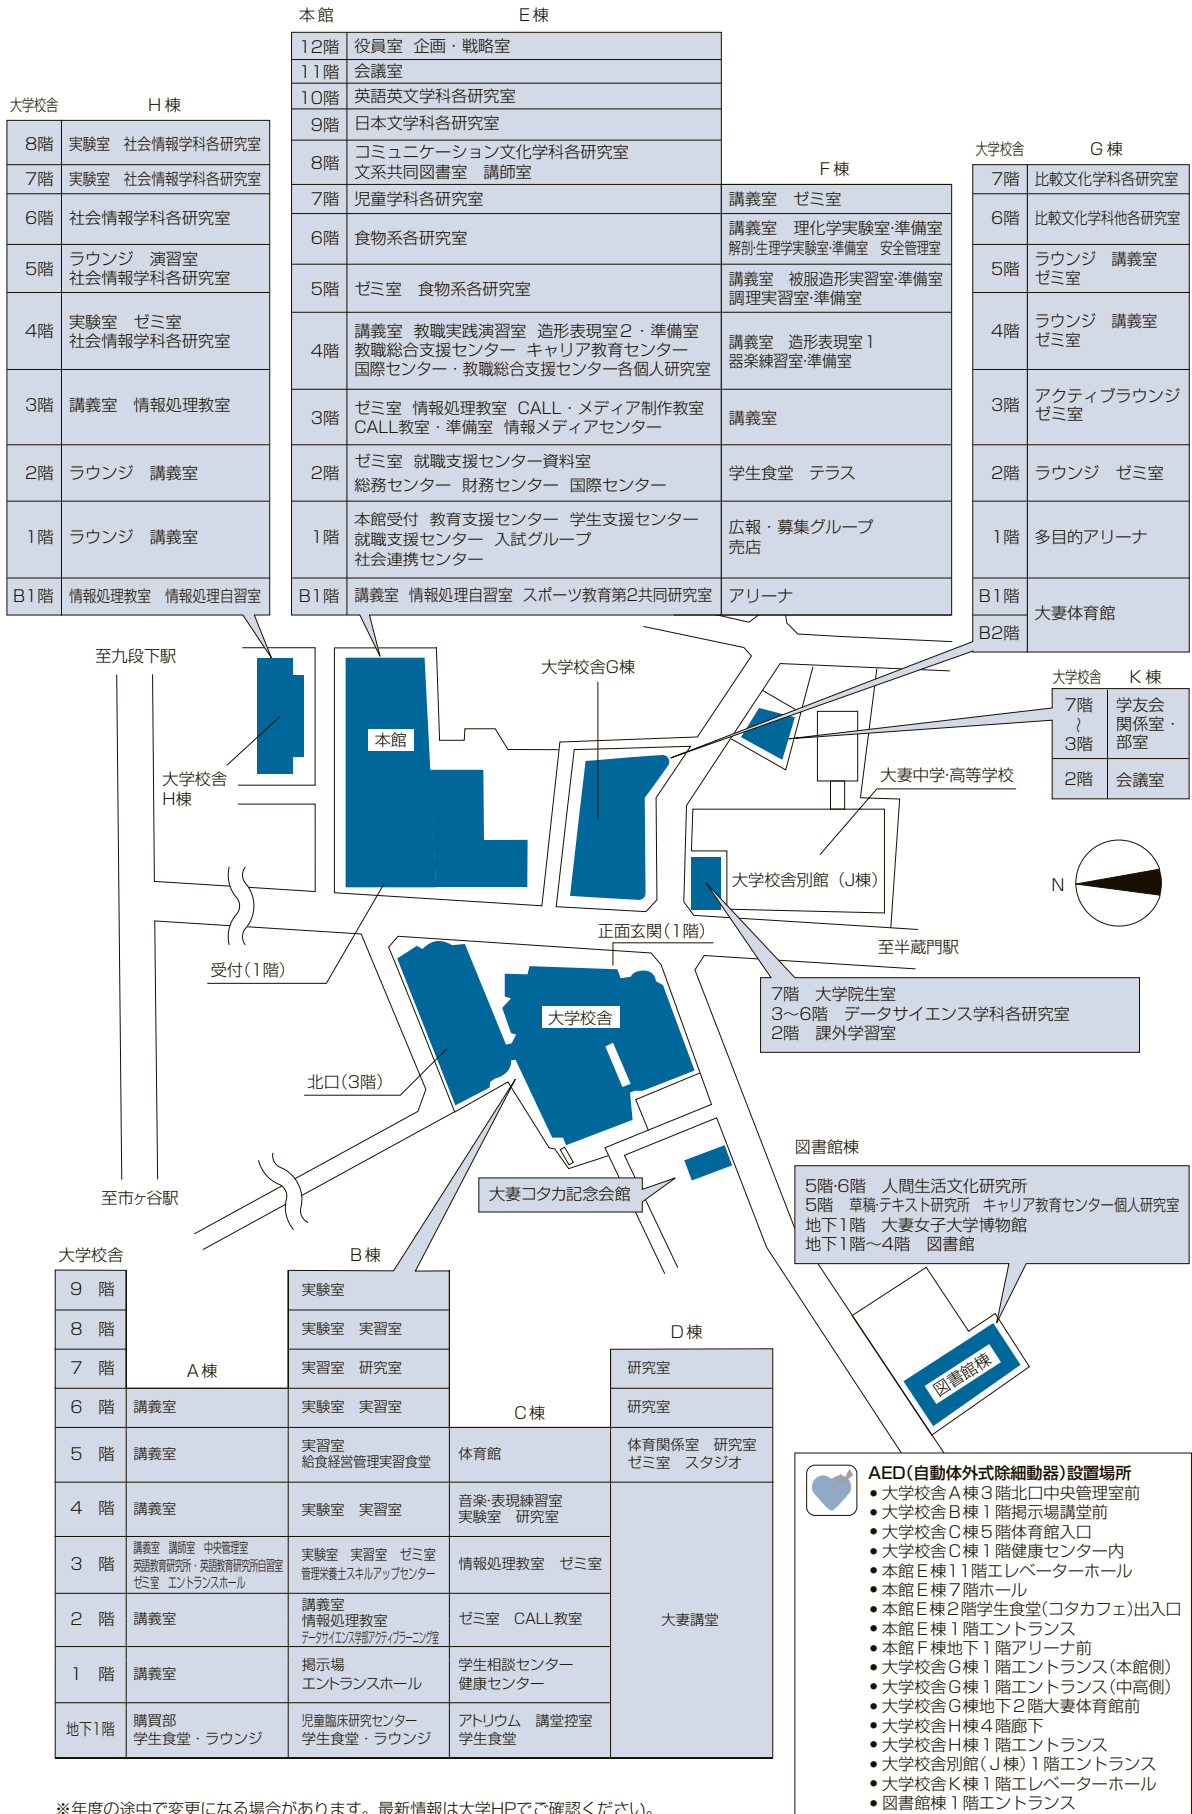 本館 E棟
12階 役員室 企画・戦略室
11階 会議室
10階 英語英文学科各研究室
9階 日本文学科各研究室
8階 コミュニケーション文化学科各研究室
文系共同図書室 講師室
7階 児童学科各研究室
6階 食物系各研究室
5階 ゼミ室 食物系各研究室
4階 講義室 教職実践演習室 造形表現室2・準備室
教職総合支援センター キャリア教育センター
国際センター・教職総合支援センター各個人研究室
3階 ゼミ室 情報処理教室 CALL・メディア制作教室
CALL教室・準備室 情報メディアセンター
2階 ゼミ室 就職支援センター資料室
総務センター 財務センター 国際センター
1階 本館受付 教育支援センター 学生支援センター
就職支援センター 入試グループ
社会連携センター
B1階 講義室 情報処理自習室 スポーツ教育第2共同研究室
F棟
講義室 ゼミ室
講義室 理化学実験室・準備室
解剖・生理学実験室・準備室 安全管理室
講義室 被服造形実習室・準備室
調理実習室・準備室
講義室 造形表現室1
器楽練習室・準備室
講義室
学生食堂 テラス
広報・募集グループ
売店
アリーナ
大学校舎 H棟
8階 実験室 社会情報学科各研究室
7階 実験室 社会情報学科各研究室
6階 社会情報学科各研究室
5階 ラウンジ 演習室
社会情報学科各研究室
4階 実験室 ゼミ室
社会情報学科各研究室
3階 講義室 情報処理教室
2階 ラウンジ 講義室
1階 ラウンジ 講義室
B1階 情報処理教室 情報処理自習室
大学校舎 G棟
7階 比較文化学科各研究室
6階 比較文化学科他各研究室
5階 ラウンジ 講義室
ゼミ室
4階 ラウンジ 講義室
ゼミ室
3階 アクティブラウンジ
ゼミ室
2階 ラウンジ ゼミ室
1階 多目的アリーナ
B1階
B2階
大妻体育館
大学校舎 K棟
7階
〜
3階
学友会
関係室・
部室
2階 会議室
至九段下駅
大学校舎G棟
本館
大学校舎
H棟
大妻中学・高等学校
大学校舎別館(J棟)
N
正面玄関(1階)
至半蔵門駅
受付(1階)
大学校舎
7階 大学院生室
3〜6階 データサイエンス学科各研究室
2階 課外学習室
北口(3階)
至市ヶ谷駅
大妻コタカ記念会館
図書館棟
5階・6階 人間生活文化研究所
5階 草稿・テキスト研究所 キャリア教育センター個人研究室
地下1階 大妻女子大学博物館
地下1階〜4階 図書館
図書館棟
大学校舎
9階
8階
7階
6階
5階
4階
3階
2階
1階
地下1階
A棟
講義室
講義室
講義室
講義室 講師室 中央管理室
英語教育研究所・英語教育研究所自習室
ゼミ室 エントランスホール
講義室
講義室
購買部
学生食堂・ラウンジ
B棟
実験室
実験室 実習室
実習室 研究室
実験室 実習室
実習室
給食経営管理実習食堂
実験室 実習室
実験室 実習室 ゼミ室
管理栄養士スキルアップセンター
講義室
情報処理教室
データサイエンス学部アクティブラーニング室
掲示場
エントランスホール
児童臨床研究センター
学生食堂・ラウンジ
C棟
体育館
音楽・表現練習室
実験室 研究室
情報処理教室 ゼミ室
ゼミ室 CALL教室
学生相談センター
健康センター
アトリウム 講堂控室
学生食堂
D棟
研究室
研究室
体育関係室 研究室
ゼミ室 スタジオ
大妻講堂
AED(自動体外式除細動器)設置場所
●大学校舎A棟3階北口中央管理室前
●大学校舎B棟1階掲示場講堂前
●大学校舎C棟5階体育館入口
●大学校舎C棟1階健康センター内
●本館E棟11階エレベーターホール
●本館E棟7階ホール
●本館E棟2階学生食堂(コタカフェ)出入口
●本館E棟1階エントランス
●本館F棟地下1階アリーナ前
●大学校舎G棟1階エントランス(本館側)
●大学校舎G棟1階エントランス(中高側)
●大学校舎G棟地下2階大妻体育館前
●大学校舎H棟4階廊下
●大学校舎H棟1階エントランス
●大学校舎別館(J棟)1階エントランス
●大学校舎K棟1階エレベーターホール
●図書館棟1階エントランス
※年度の途中で変更になる場合があります。最新情報は大学HPでご確認ください。